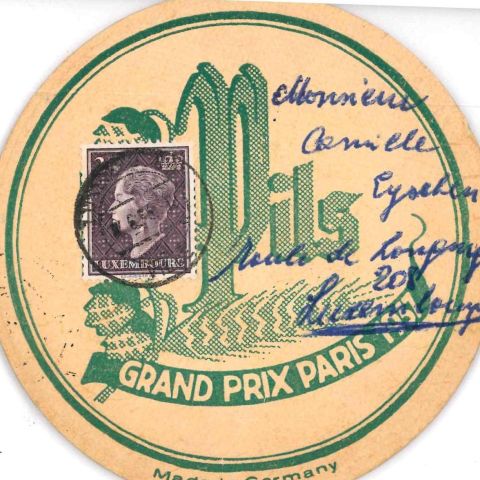 Monsieur
Camille
Eyschen
Route de Longwy
208
Luxembourg
Pils
LUXEMBOURG
GRAND PRIX PARIS
Made in Germany